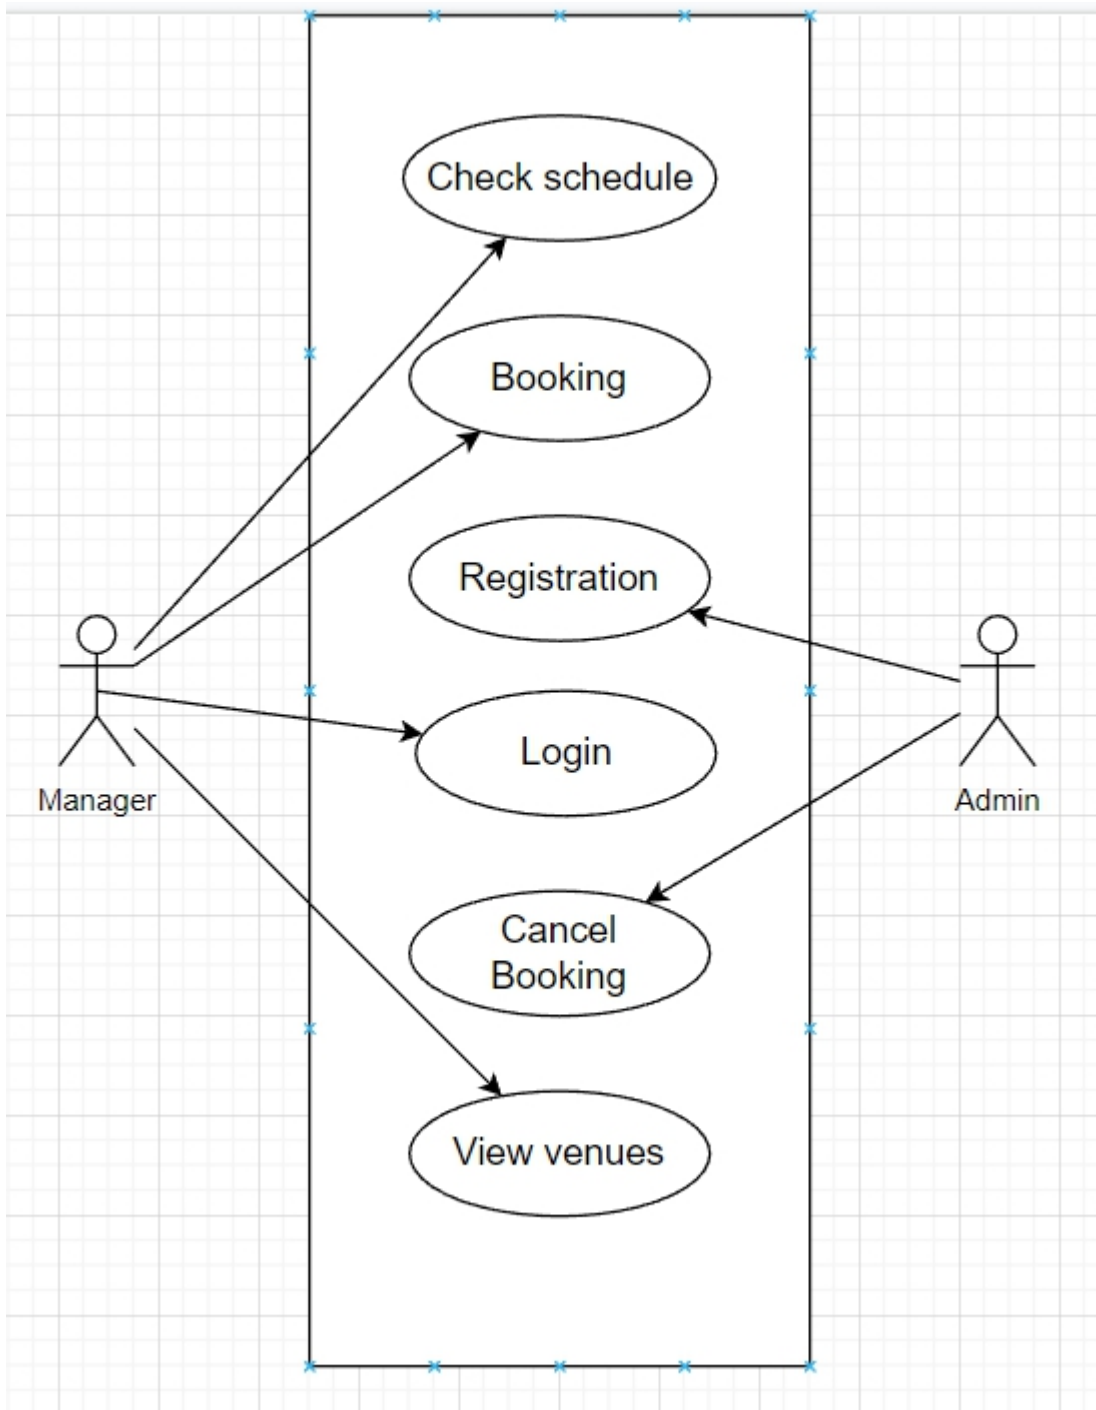 Check schedule
Booking
Registration
Login
Manager
Admin
Cancel
Booking
View venues